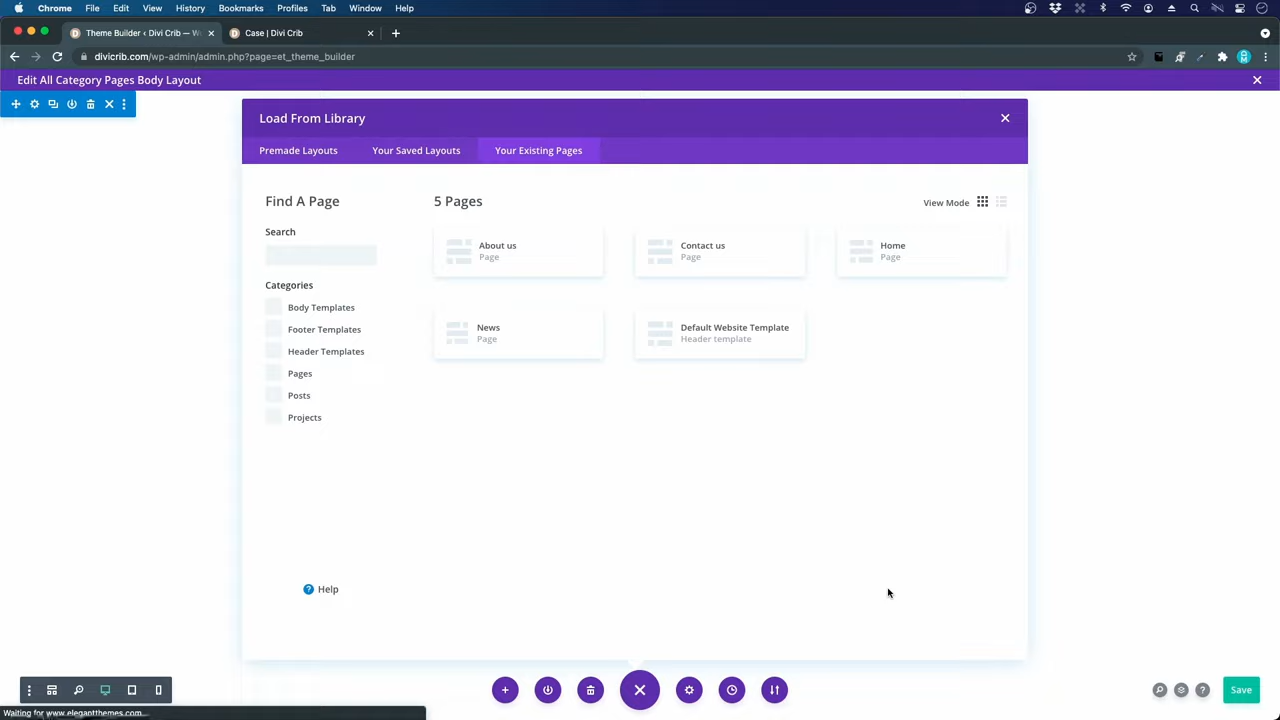 Chrome File Edit View History Bookmarks Profiles Tab Window Help
Theme Builder ‹ Divi Crib — W
Case | Divi Crib
divicrib.com/wp-admin/admin.php?page=et_theme_builder
Edit All Category Pages Body Layout
Load From Library
Premade Layouts Your Saved Layouts Your Existing Pages
Find A Page
5 Pages
View Mode
Search
About us
Page
Contact us
Page
Home
Page
Categories
Body Templates
Footer Templates
Header Templates
Pages
Posts
Projects
News
Page
Default Website Template
Header template
? Help
Save
Waiting for www.elegantthemes.com...